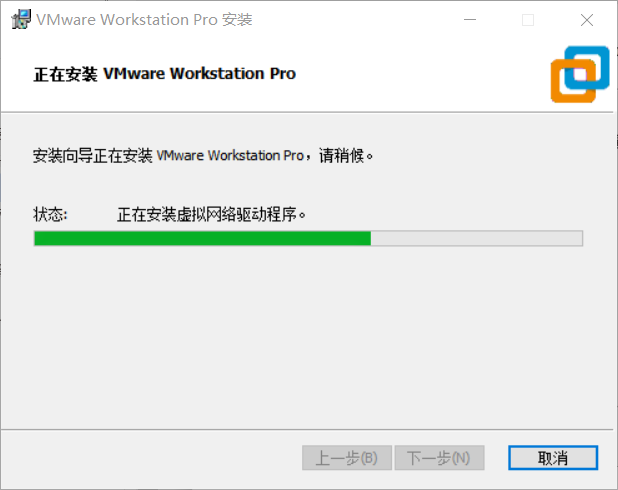 VMware Workstation Pro 安装
正在安装 VMware Workstation Pro
安装向导正在安装 VMware Workstation Pro，请稍候。
状态: 正在安装虚拟网络驱动程序。
上一步(B) 下一步(N) 取消